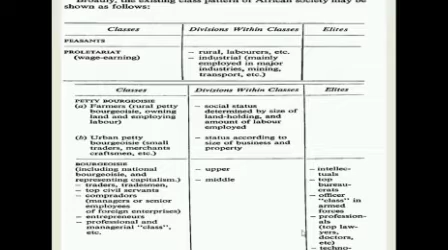 Broadly, the existing class pattern of African society may be
shown as follows:
Classes Divisions Within Classes Elites
PEASANTS
PROLETARIAT – rural, labourers, etc.
(wage-earning) – industrial (mainly
employed in major
industries, mining,
transport, etc.)
Classes Divisions Within Classes Elites
PETTY BOURGEOISIE – social status
(a) Farmers (rural petty determined by size of
bourgeoisie, owning land-holding, and
land and employing amount of labour
labour) employed
(b) Urban petty – status according to
bourgeoisie (small size of business and
traders, merchants property
craftsmen, etc.)
BOURGEOISIE
(including national – upper – intellec-
bourgeoisie, and tuals
representing capitalism.) – middle – top
– traders, tradesmen, bureau-
– top civil servants crats
– compradors – officer
(managers or senior "class" in
employees armed
of foreign enterprises) forces
– entrepreneurs – profession-
– professional and als
managerial "class", (top law-
etc. yers,
doctors,
etc)
– techno-